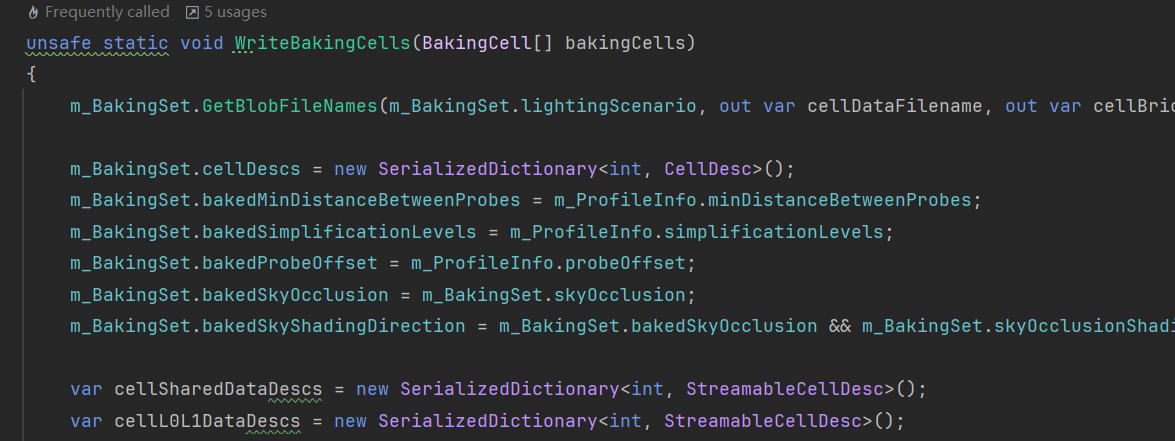 Frequently called 5 usages
unsafe static void WriteBakingCells(BakingCell[] bakingCells)
{
m_BakingSet.GetBlobFileNames(m_BakingSet.lightingScenario, out var cellDataFilename, out var cellBric
m_BakingSet.cellDescs = new SerializedDictionary<int, CellDesc>();
m_BakingSet.bakedMinDistanceBetweenProbes = m_ProfileInfo.minDistanceBetweenProbes;
m_BakingSet.bakedSimplificationLevels = m_ProfileInfo.simplificationLevels;
m_BakingSet.bakedProbeOffset = m_ProfileInfo.probeOffset;
m_BakingSet.bakedSkyOcclusion = m_BakingSet.skyOcclusion;
m_BakingSet.bakedSkyShadingDirection = m_BakingSet.bakedSkyOcclusion && m_BakingSet.skyOcclusionShadi
var cellSharedDataDescs = new SerializedDictionary<int, StreamableCellDesc>();
var cellL0L1DataDescs = new SerializedDictionary<int, StreamableCellDesc>();